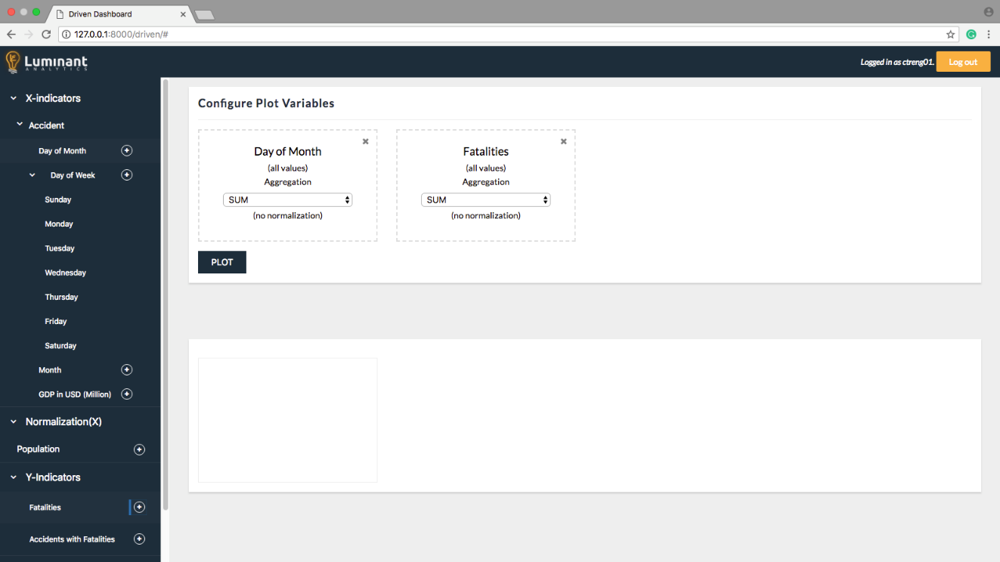 Driven Dashboard
127.0.0.1:8000/driven/#
Luminant
ANALYTICS
Logged in as ctreng01.
Log out
X-indicators
Accident
Day of Month
Day of Week
Sunday
Monday
Tuesday
Wednesday
Thursday
Friday
Saturday
Month
GDP in USD (Million)
Normalization(X)
Population
Y-Indicators
Fatalities
Accidents with Fatalities
Configure Plot Variables
Day of Month
(all values)
Aggregation
SUM
(no normalization)
Fatalities
(all values)
Aggregation
SUM
(no normalization)
PLOT